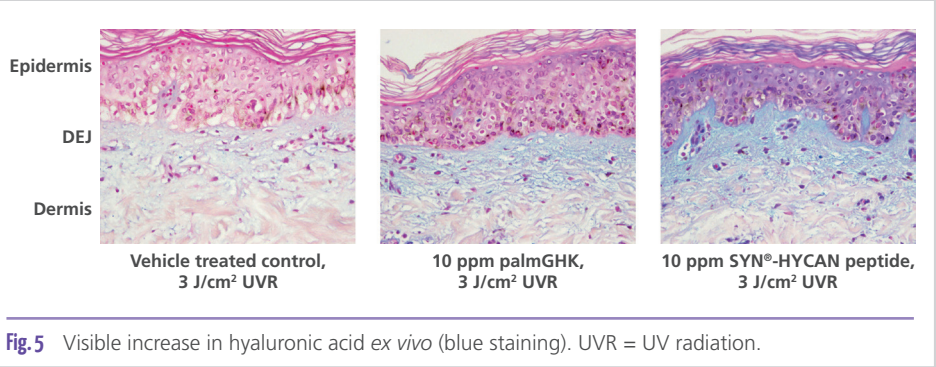 Epidermis
DEJ
Dermis
Vehicle treated control,
3 J/cm² UVR
10 ppm palmGHK,
3 J/cm² UVR
10 ppm SYN®-HYCAN peptide,
3 J/cm² UVR
Fig. 5 Visible increase in hyaluronic acid ex vivo (blue staining). UVR = UV radiation.